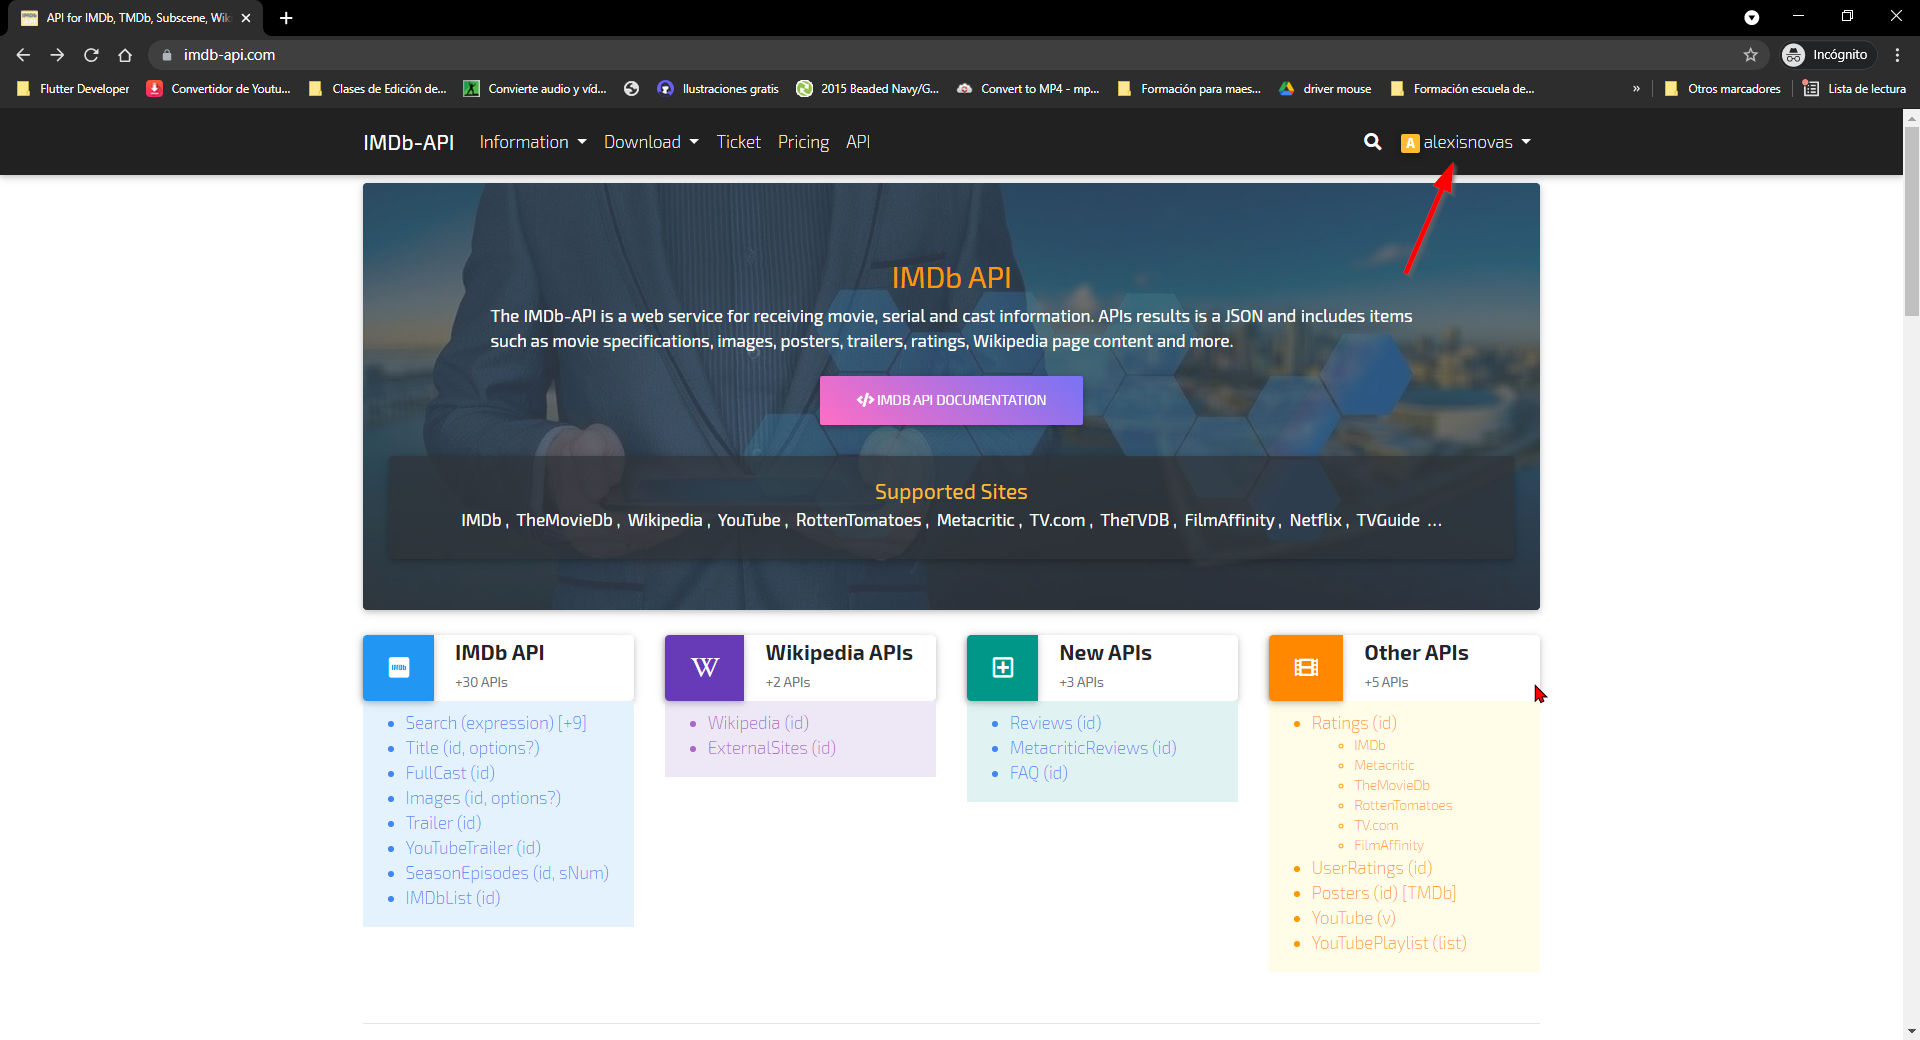 API for IMDb, TMDb, Subscene, Wik
imdb-api.com
Incógnito
Flutter Developer
Convertidor de Youtu...
Clases de Edición de...
Convierte audio y víd...
Ilustraciones gratis
2015 Beaded Navy/G...
Convert to MP4 - mp...
Formación para maes...
driver mouse
Formación escuela de...
»
Otros marcadores
Lista de lectura
IMDb-API
Information
Download
Ticket
Pricing
API
A
alexisnovas
IMDb API
The IMDb-API is a web service for receiving movie, serial and cast information. APIs results is a JSON and includes items
such as movie specifications, images, posters, trailers, ratings, Wikipedia page content and more.
</> IMDB API DOCUMENTATION
Supported Sites
IMDb , TheMovieDb , Wikipedia , YouTube , RottenTomatoes , Metacritic , TV.com , TheTVDB , FilmAffinity , Netflix , TVGuide ...
IMDb
IMDb API
+30 APIs
Search (expression) [+9]
Title (id, options?)
FullCast (id)
Images (id, options?)
Trailer (id)
YouTubeTrailer (id)
SeasonEpisodes (id, sNum)
IMDbList (id)
W
Wikipedia APIs
+2 APIs
Wikipedia (id)
ExternalSites (id)
New APIs
+3 APIs
Reviews (id)
MetacriticReviews (id)
FAQ (id)
Other APIs
+5 APIs
Ratings (id)
IMDb
Metacritic
TheMovieDb
RottenTomatoes
TV.com
FilmAffinity
UserRatings (id)
Posters (id) [TMDb]
YouTube (v)
YouTubePlaylist (list)